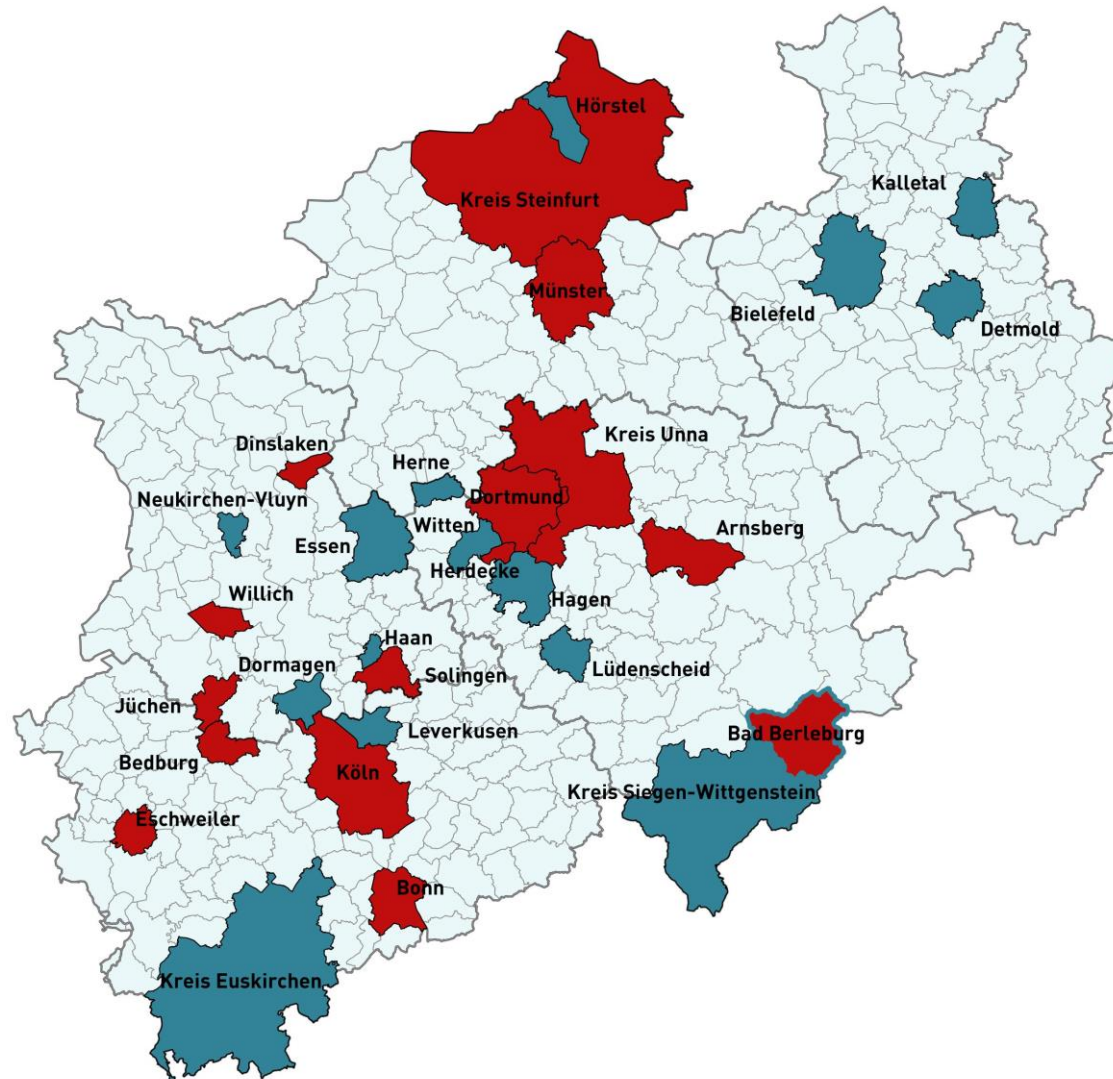 Hörstel
Kalletal
Kreis Steinfurt
Münster
Bielefeld
Detmold
Kreis Unna
Dinslaken
Herne
Neukirchen-Vluyn
Dortmund
Witten
Arnsberg
Essen
Herdecke
Willich
Hagen
Haan
Dormagen
Lüdenscheid
Solingen
Jüchen
Leverkusen
Bad Berleburg
Bedburg
Köln
Kreis Siegen-Wittgenstein
Eschweiler
Bonn
Kreis Euskirchen